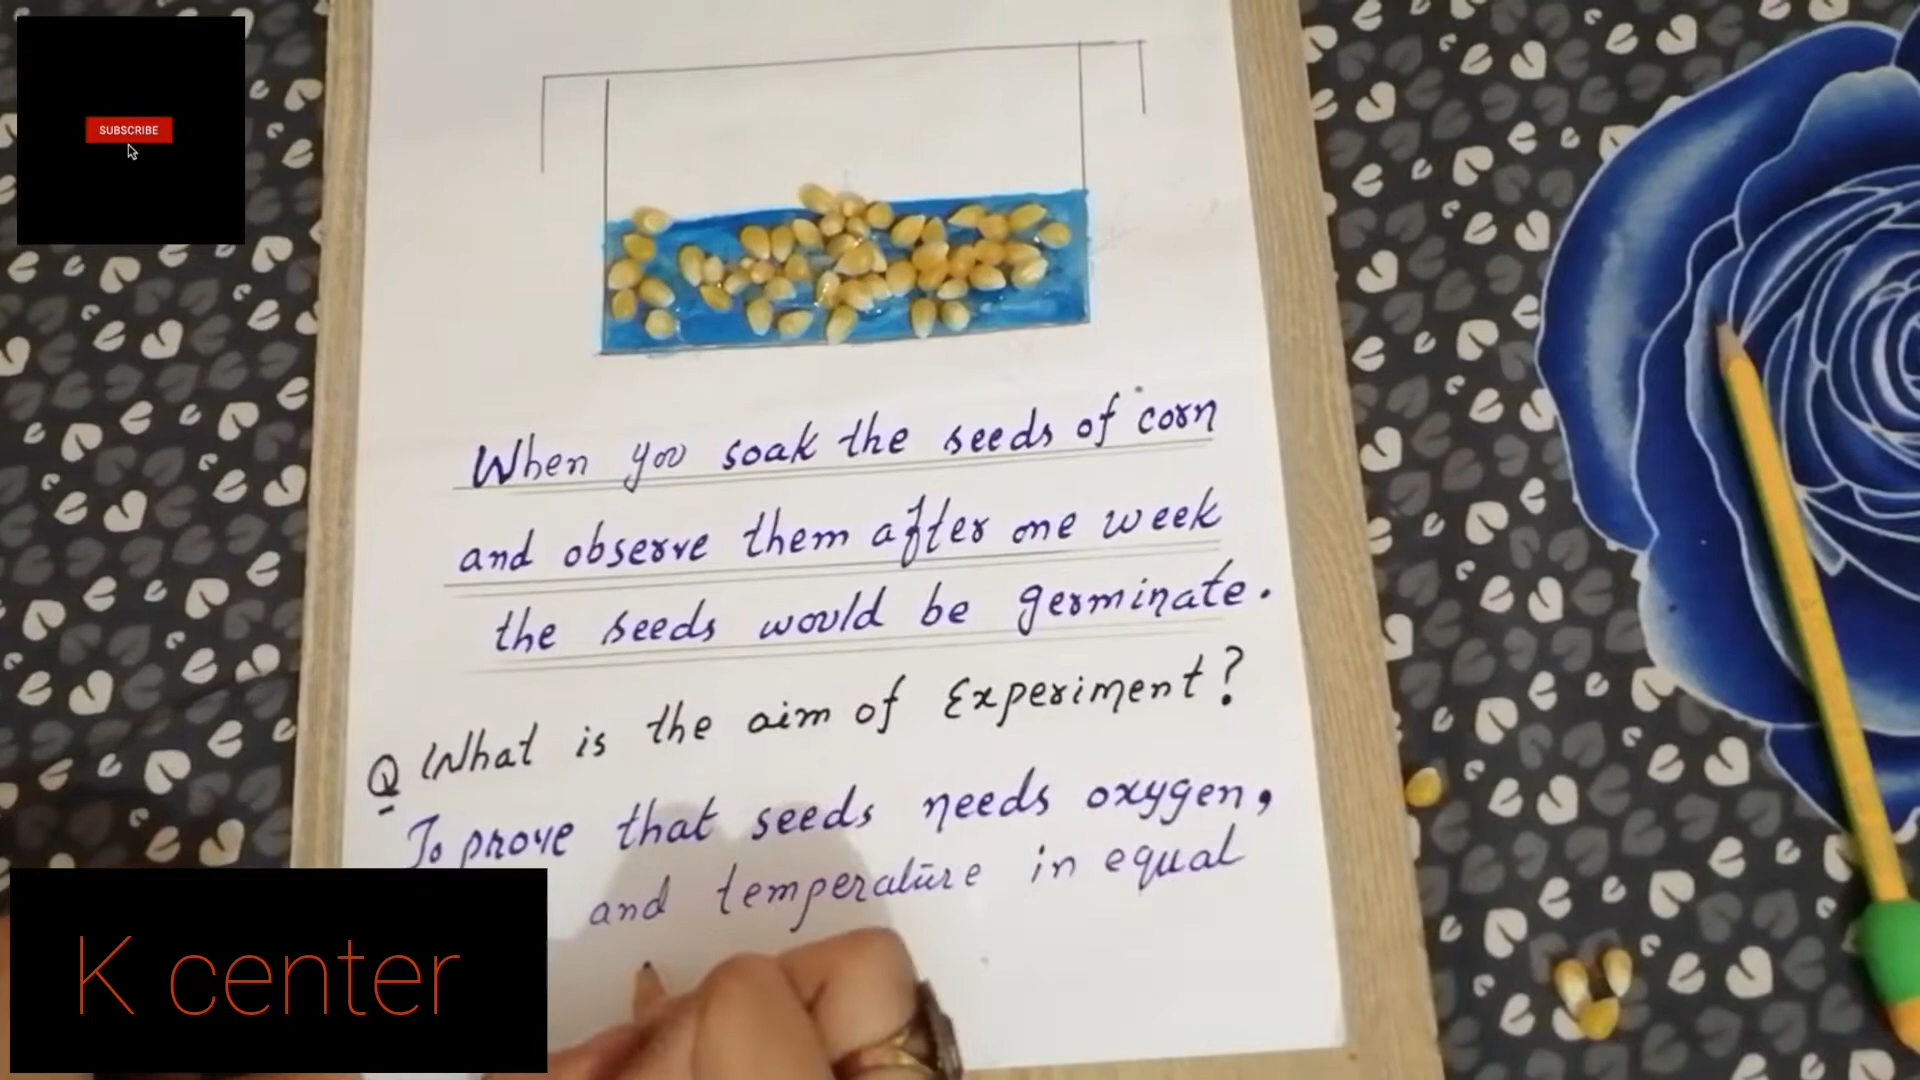 SUBSCRIBE
When you soak the seeds of corn
and observe them after one week
the seeds would be germinate.
Q What is the aim of Experiment?
To prove that seeds needs oxygen,
and temperature in equal
K center